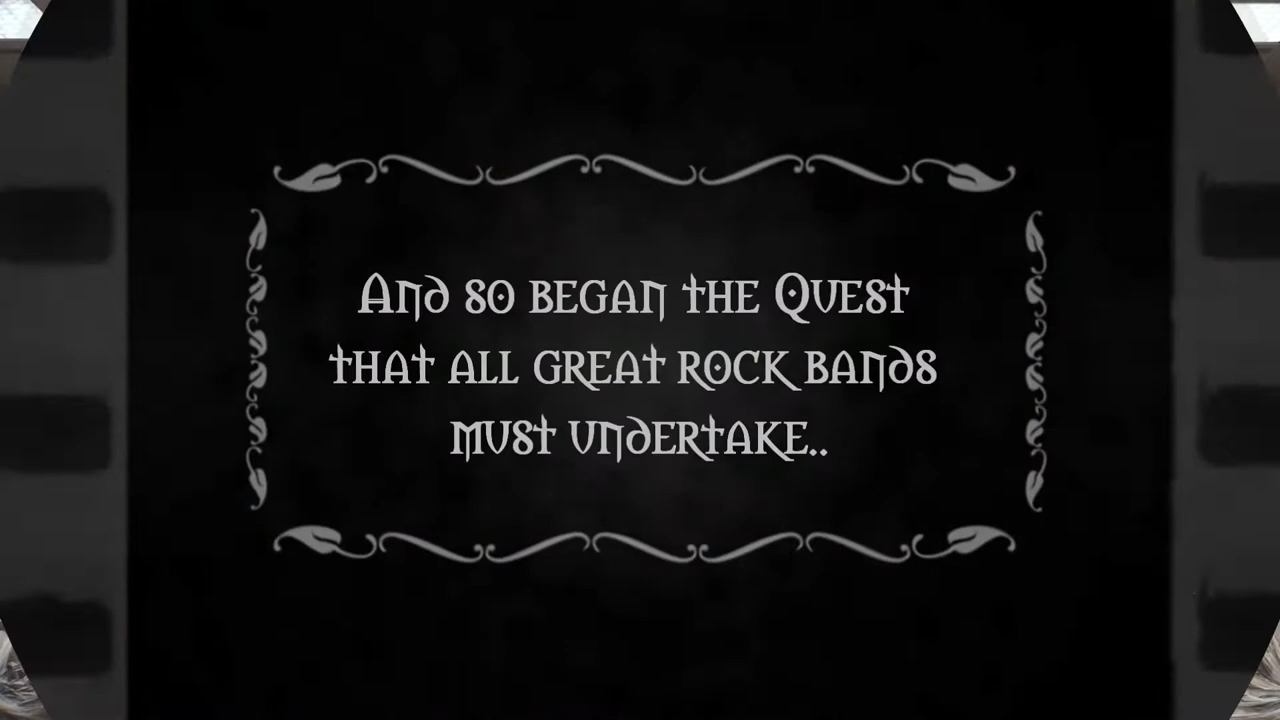 And so began the Quest
that all great rock bands
must undertake..